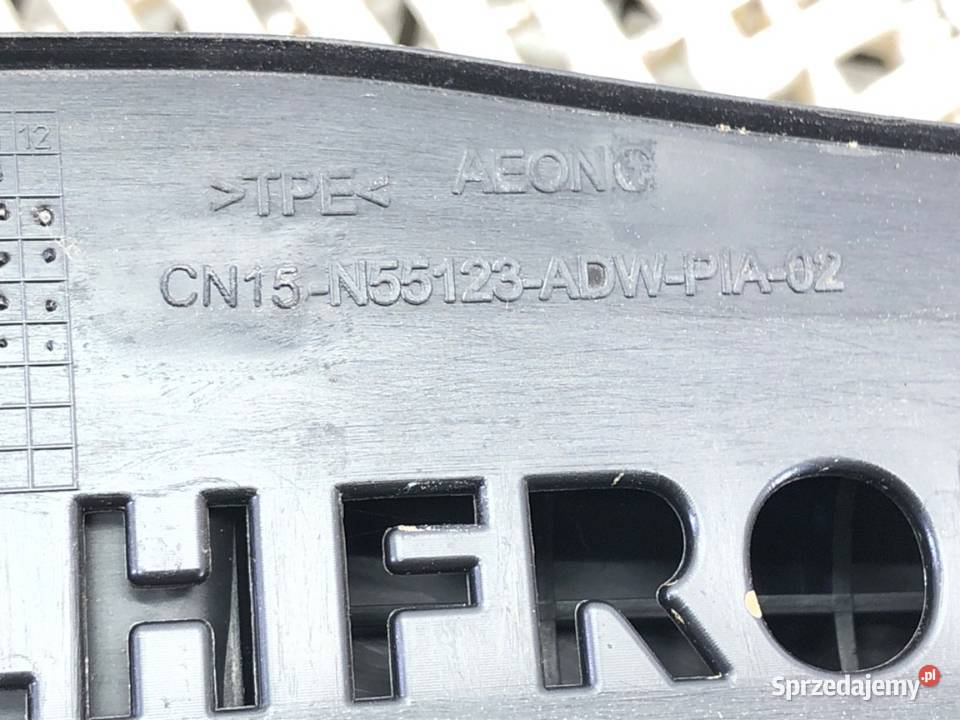 12
>TPE< AEON
CN15-N55123-ADW-PIA-02
HFRO
Sprzedajemy.pl